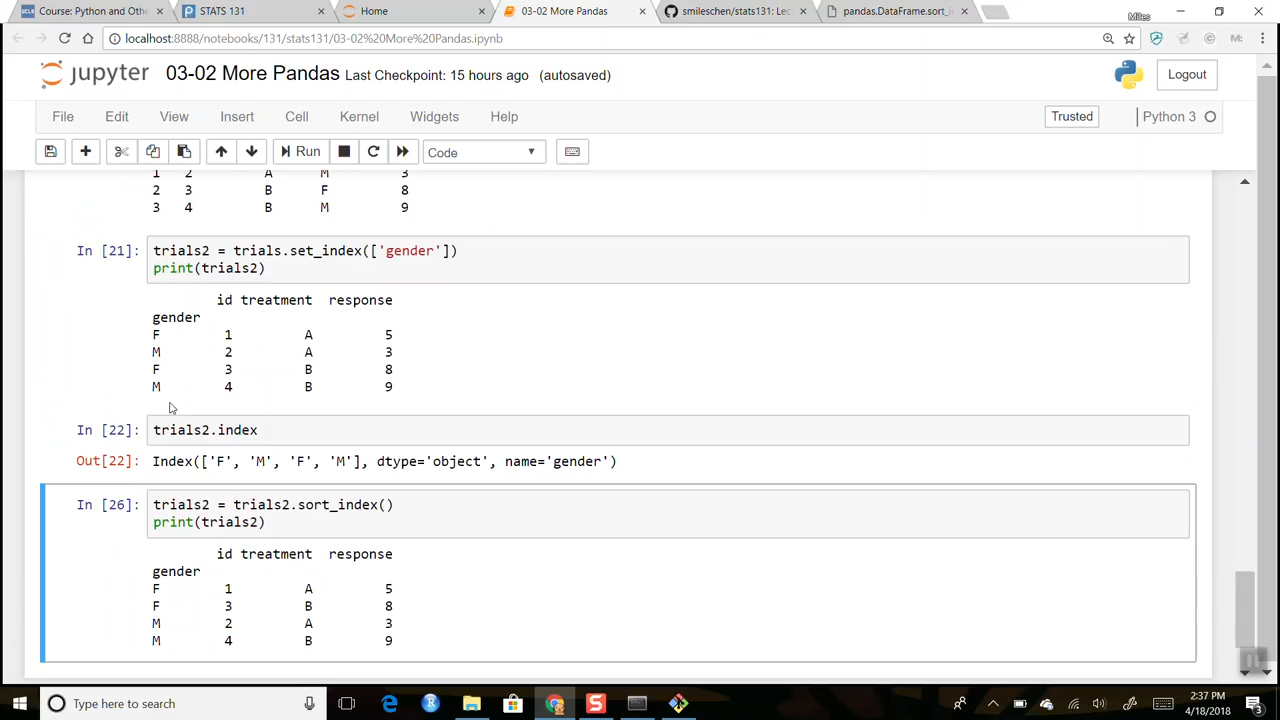 Course: Python and Oth
STATS 131
Home
03-02 More Pandas
smileschen/stats131: Lec
pandas.DataFrame.sort_i
Miles
localhost:8888/notebooks/131/stats131/03-02%20More%20Pandas.ipynb
jupyter 03-02 More Pandas Last Checkpoint: 15 hours ago (autosaved)
Logout
File Edit View Insert Cell Kernel Widgets Help
Trusted Python 3
Run Code
1 2 A M 3
2 3 B F 8
3 4 B M 9
In [21]: trials2 = trials.set_index(['gender'])
print(trials2)
id treatment response
gender
F 1 A 5
M 2 A 3
F 3 B 8
M 4 B 9
In [22]: trials2.index
Out[22]: Index(['F', 'M', 'F', 'M'], dtype='object', name='gender')
In [26]: trials2 = trials2.sort_index()
print(trials2)
id treatment response
gender
F 1 A 5
F 3 B 8
M 2 A 3
M 4 B 9
Type here to search
2:37 PM
4/18/2018
3